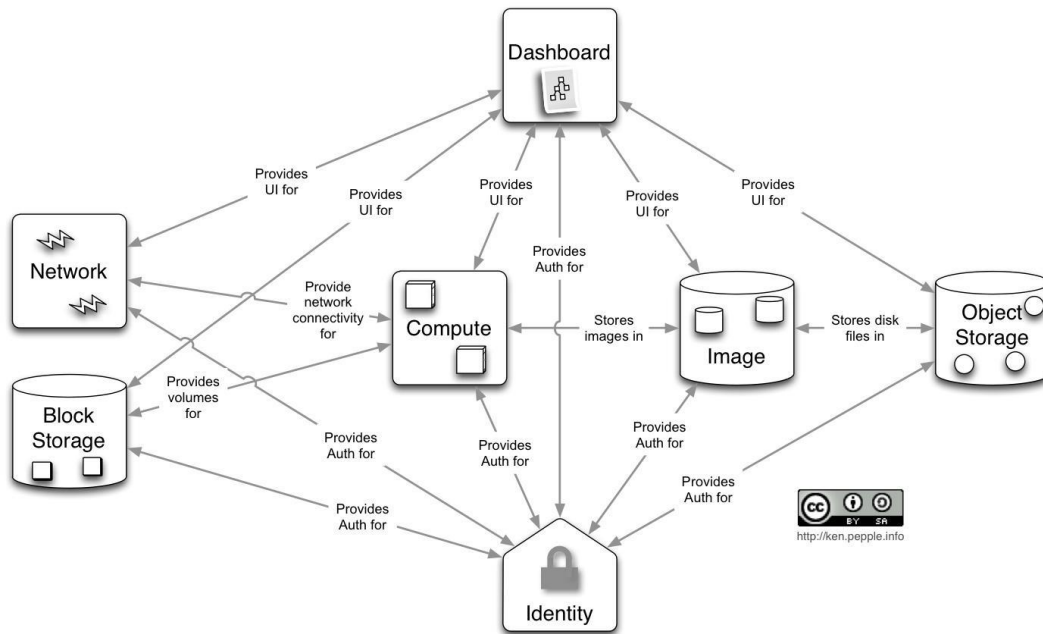 Dashboard
Provides
UI for
Provides
UI for
Provides
UI for
Provides
UI for
Provides
UI for
Provides
Auth for
Network
Provide
network
connectivity
for
Compute
Stores
images in
Image
Stores disk
files in
Object
Storage
Block
Storage
Provides
volumes
for
Provides
Auth for
Provides
Auth for
Provides
Auth for
Provides
Auth for
Provides
Auth for
Identity
cc
BY SA
http://ken.pepple.info